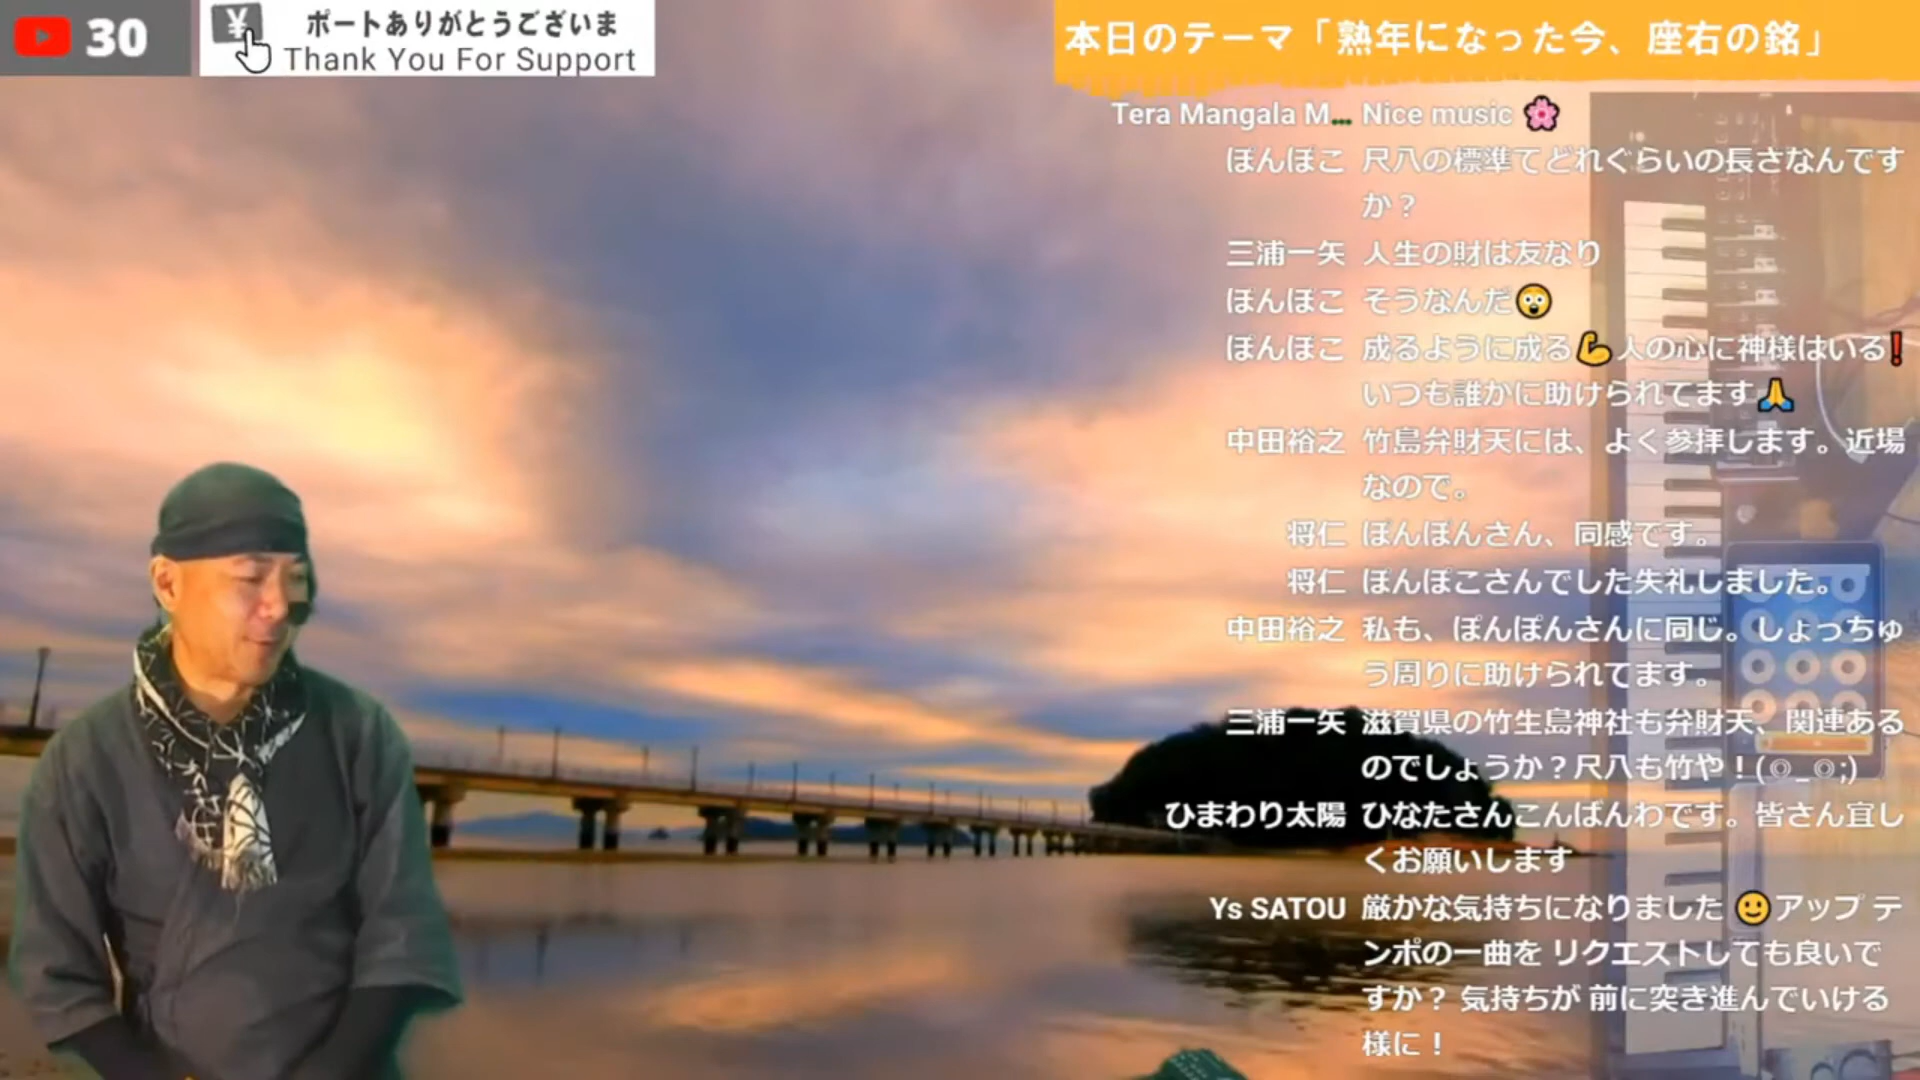 30
¥
ポートありがとうございま
Thank You For Support
本日のテーマ「熟年になった今、座右の銘」
Tera Mangala M... Nice music 🌸
ぽんぽこ 尺八の標準てどれぐらいの長さなんです
か？
三浦一矢 人生の財は友なり
ぽんぽこ そうなんだ😲
ぽんぽこ 成るように成る💪人の心に神様はいる❗
いつも誰かに助けられてます🙏
中田裕之 竹島弁財天には、よく参拝します。近場
なので。
将仁 ぽんぽんさん、同感です。
将仁 ぽんぽこさんでした失礼しました。
中田裕之 私も、ぽんぽんさんに同じ。しょっちゅ
う周りに助けられてます。
三浦一矢 滋賀県の竹生島神社も弁財天、関連ある
のでしょうか？尺八も竹や！(◎_◎;)
ひまわり太陽 ひなたさんこんばんわです。皆さん宜し
くお願いします
Ys SATOU 厳かな気持ちになりました 🙂アップ テ
ンポの一曲を リクエストしても良いで
すか？ 気持ちが 前に突き進んでいける
様に！